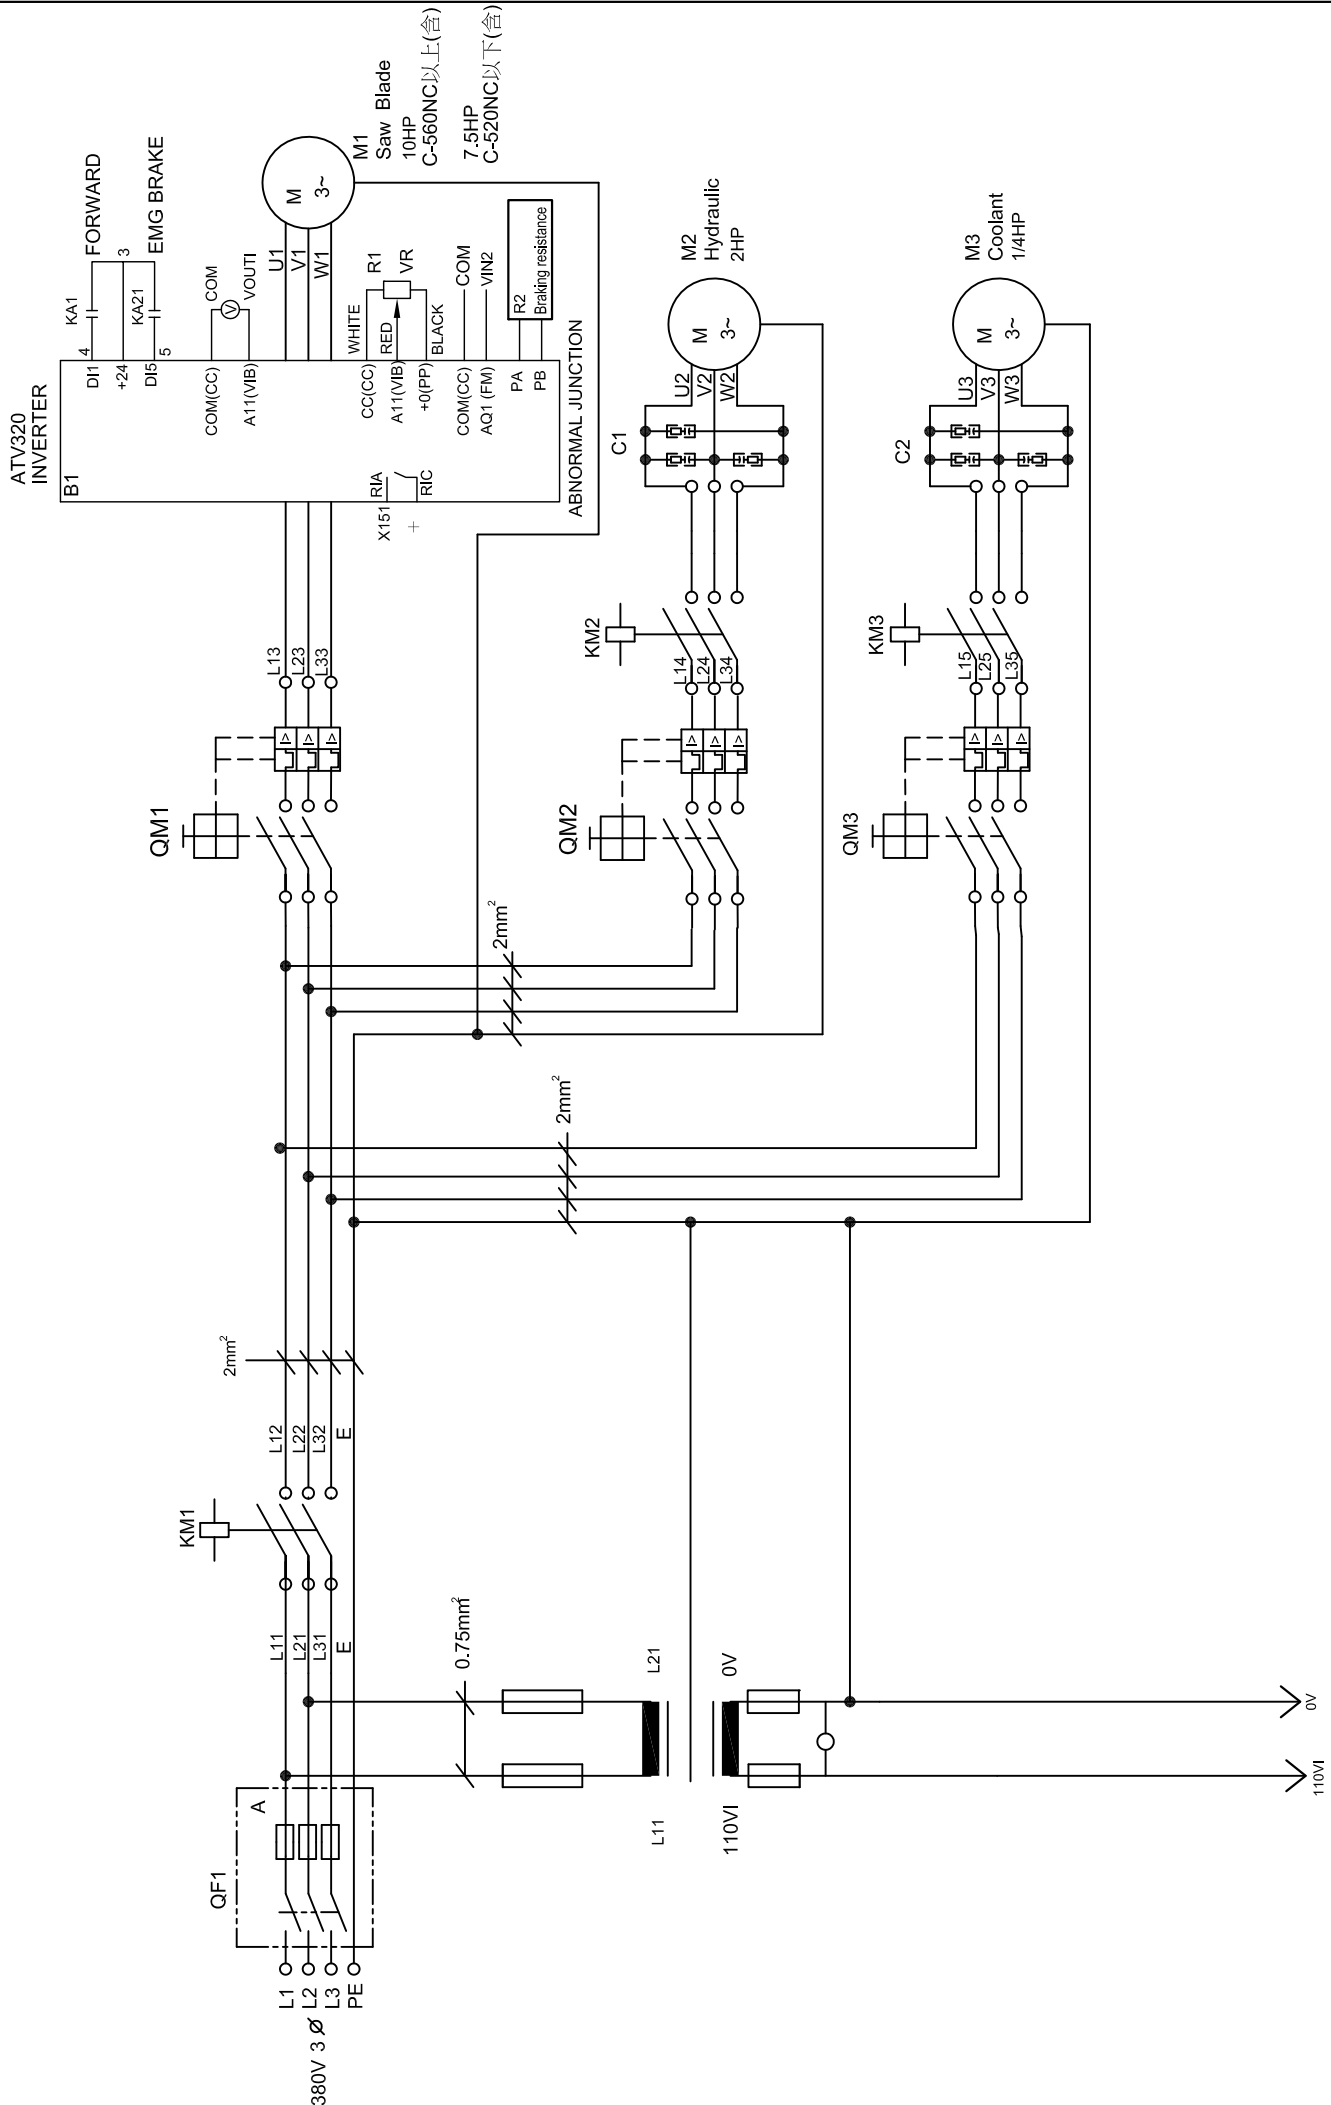 380V 3 Ø
L1
L2
L3
PE
QF1
A
L11
L21
L31
E
KM1
L12
L22
L32
E
2mm²
0.75mm²
L11
L21
110VI
0V
110VI
0V
2mm²
2mm²
QM1
I>
I>
I>
L13
L23
L33
ATV320
INVERTER
B1
X151
RIA
RIC
+
ABNORMAL JUNCTION
DI1
+24
DI5
COM(CC)
A11(VIB)
CC(CC)
A11(VIB)
+0(PP)
COM(CC)
AQ1 (FM)
PA
PB
4
KA1
FORWARD
3
5
KA21
EMG BRAKE
COM
V
VOUTI
U1
V1
W1
WHITE
RED
BLACK
R1
VR
COM
VIN2
R2
Braking resistance
M
3~
M1
Saw Blade
10HP
C-560NC以上(含)
7.5HP
C-520NC以下(含)
QM2
I>
I>
I>
L14
L24
L34
KM2
C1
U2
V2
W2
M
3~
M2
Hydraulic
2HP
QM3
I>
I>
I>
L15
L25
L35
KM3
C2
U3
V3
W3
M
3~
M3
Coolant
1/4HP